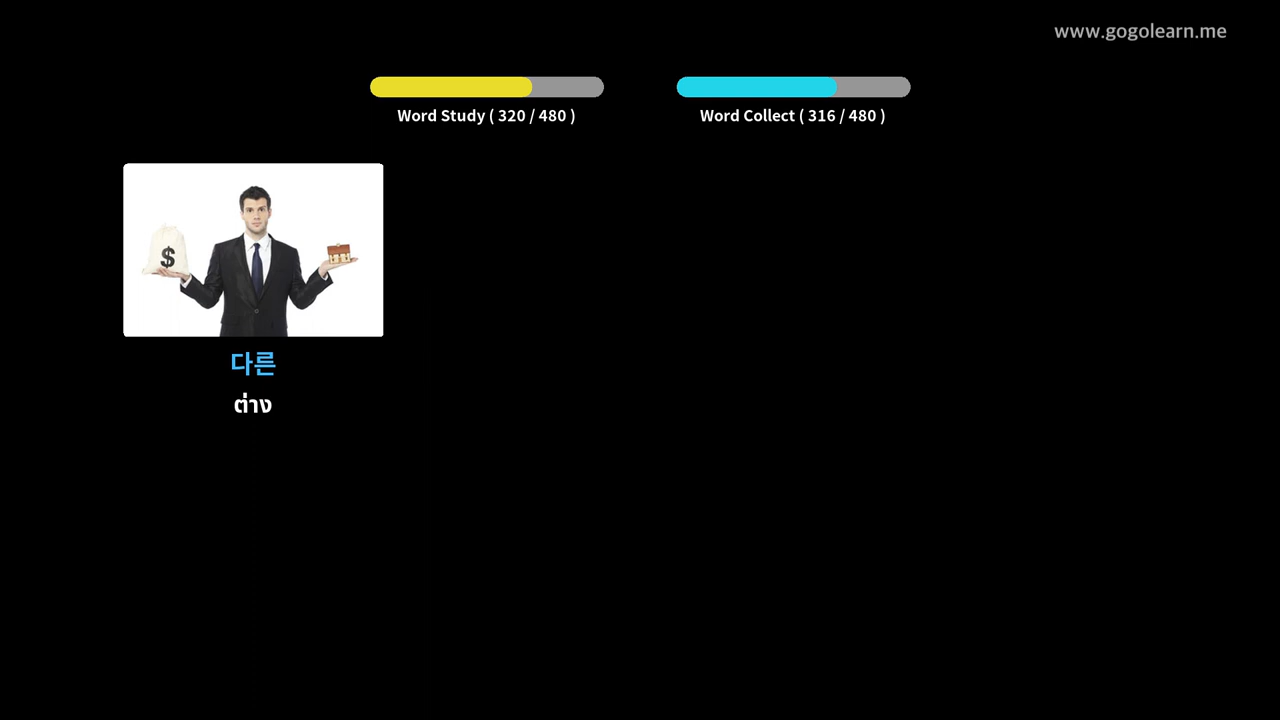 www.gogolearn.me
Word Study ( 320 / 480 )
Word Collect ( 316 / 480 )
$
다른
ต่าง